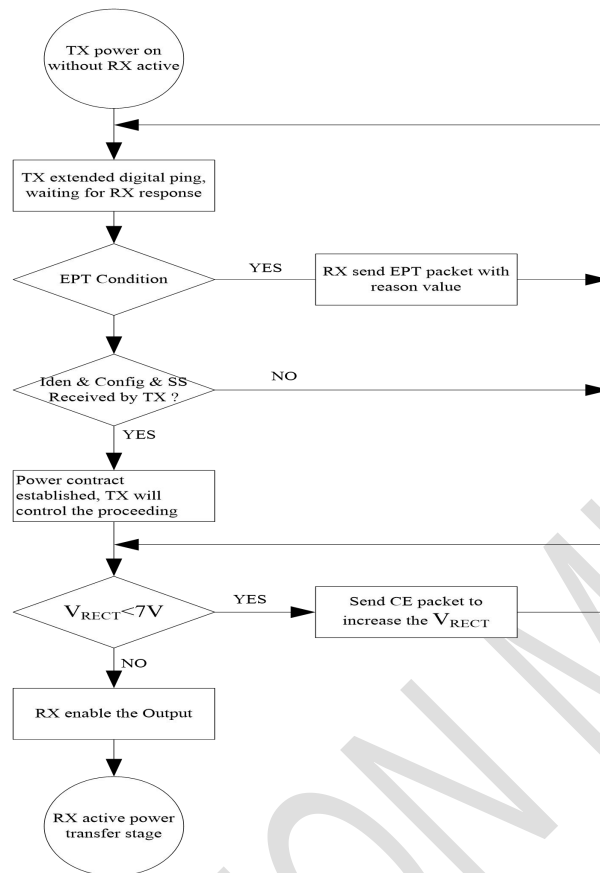 TX power on
without RX active
TX extended digital ping,
waiting for RX response
EPT Condition
YES
RX send EPT packet with
reason value
Iden & Config & SS
Received by TX ?
NO
YES
Power contract
established, TX will
control the proceeding
VRECT<7V
YES
Send CE packet to
increase the VRECT
NO
RX enable the Output
RX active power
transfer stage